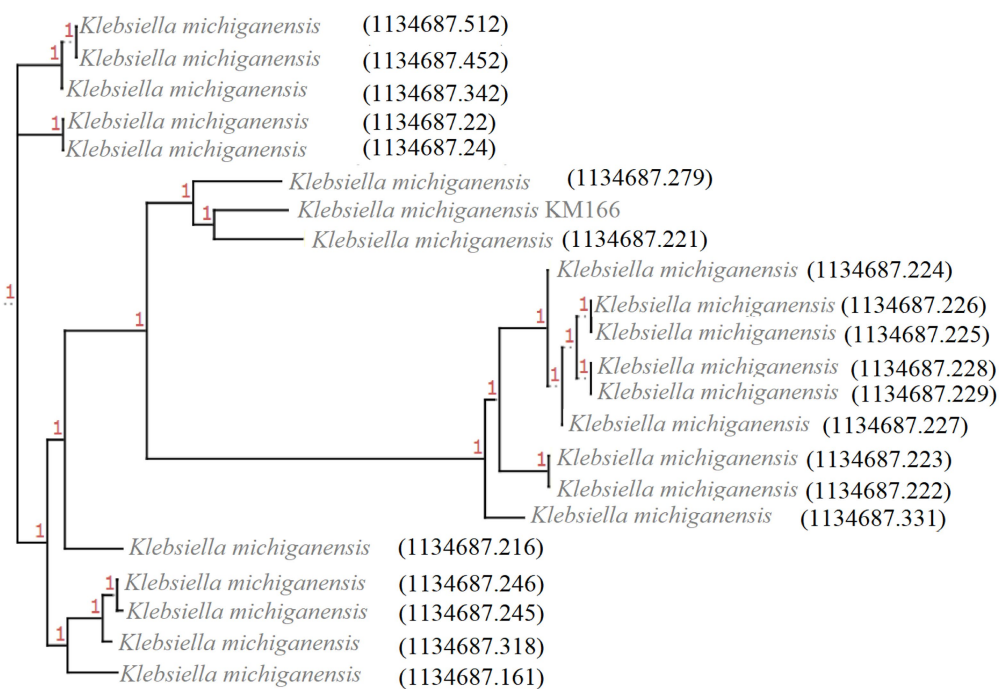 1 Klebsiella michiganensis (1134687.512)
1 Klebsiella michiganensis (1134687.452)
Klebsiella michiganensis (1134687.342)
1 Klebsiella michiganensis (1134687.22)
Klebsiella michiganensis (1134687.24)
Klebsiella michiganensis (1134687.279)
1
1 Klebsiella michiganensis KM166
Klebsiella michiganensis (1134687.221)
Klebsiella michiganensis (1134687.224)
1
1 Klebsiella michiganensis (1134687.226)
1 1 1 Klebsiella michiganensis (1134687.225)
1 1 Klebsiella michiganensis (1134687.228)
1 Klebsiella michiganensis (1134687.229)
1 Klebsiella michiganensis (1134687.227)
1 1 Klebsiella michiganensis (1134687.223)
Klebsiella michiganensis (1134687.222)
Klebsiella michiganensis (1134687.331)
1
Klebsiella michiganensis (1134687.216)
1 Klebsiella michiganensis (1134687.246)
1 Klebsiella michiganensis (1134687.245)
1 Klebsiella michiganensis (1134687.318)
Klebsiella michiganensis (1134687.161)